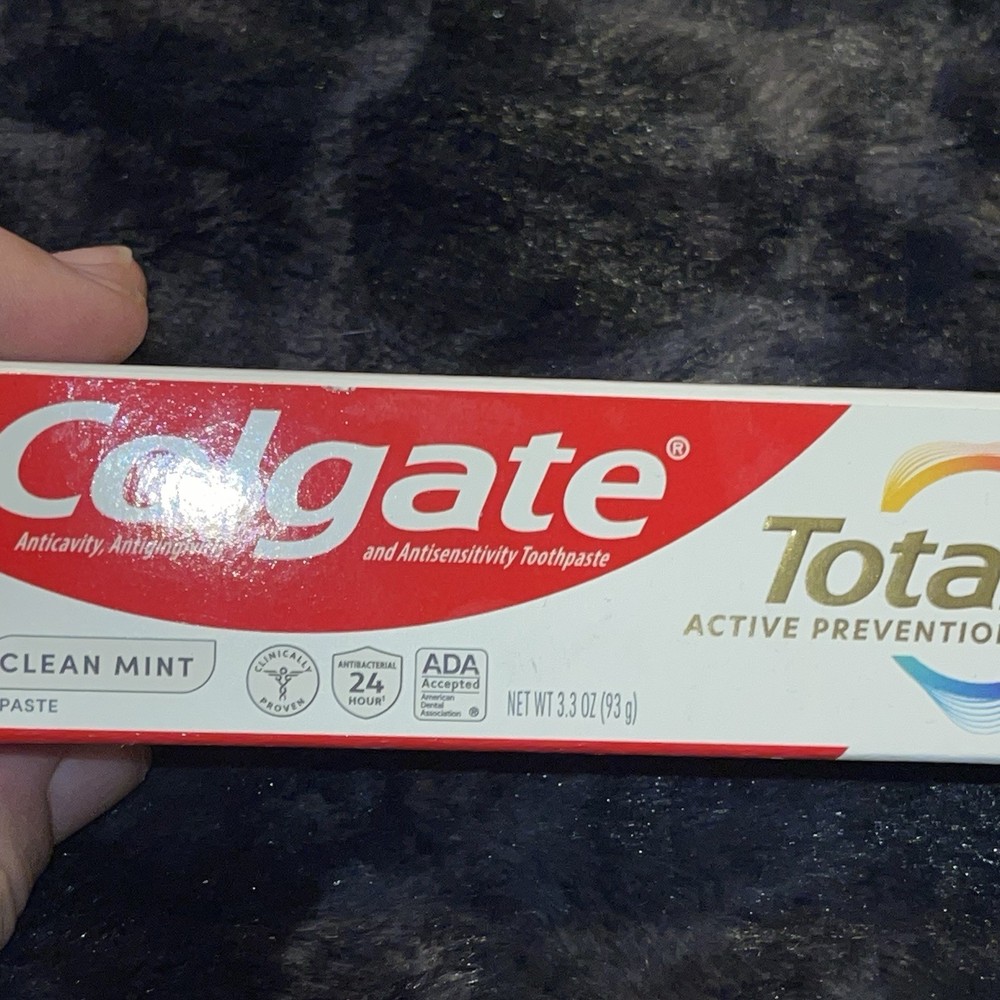 Colgate®
Anticavity, Antigingivitis
and Antisensitivity Toothpaste
Total
ACTIVE PREVENTIO
CLEAN MINT
PASTE
CLINICALLY
PROVEN
ANTIBACTERIAL
24
HOUR†
ADA
Accepted
American
Dental
Association ®
NET WT 3.3 OZ (93 g)